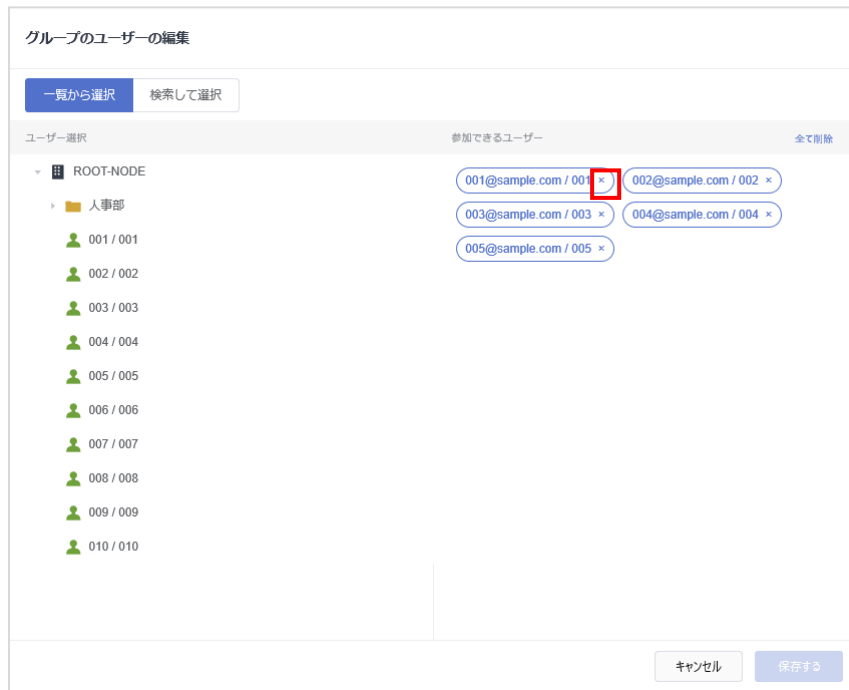 グループのユーザーの編集
一覧から選択 検索して選択
ユーザー選択 参加できるユーザー 全て削除
ROOT-NODE
人事部
001 / 001
002 / 002
003 / 003
004 / 004
005 / 005
006 / 006
007 / 007
008 / 008
009 / 009
010 / 010
001@sample.com / 001 × 002@sample.com / 002 ×
003@sample.com / 003 × 004@sample.com / 004 ×
005@sample.com / 005 ×
キャンセル 保存する